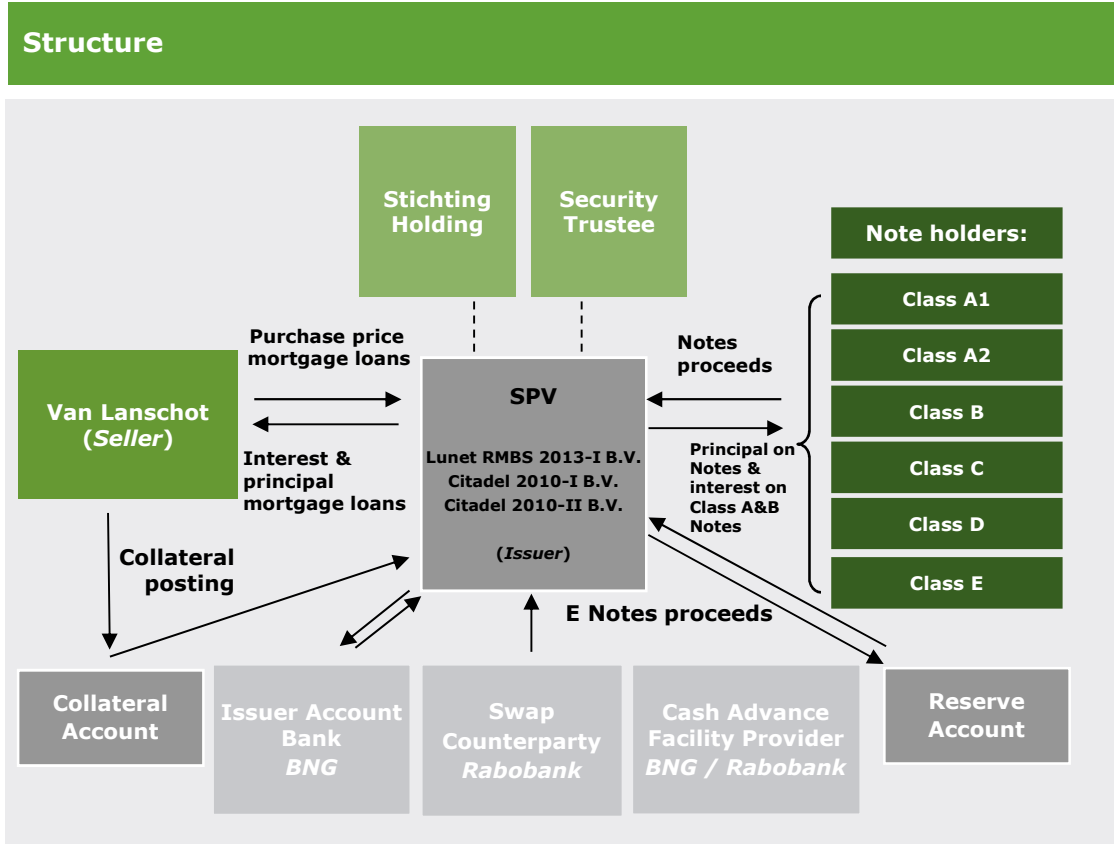 Structure
Stichting
Holding
Security
Trustee
Note holders:
Class A1
Class A2
Class B
Class C
Class D
Class E
Purchase price
mortgage loans
Notes
proceeds
Van Lanschot
(Seller)
SPV
Lunet RMBS 2013-I B.V.
Citadel 2010-I B.V.
Citadel 2010-II B.V.
(Issuer)
Interest &
principal
mortgage loans
Principal on
Notes &
interest on
Class A&B
Notes
Collateral
posting
E Notes proceeds
Collateral
Account
Issuer Account
Bank
BNG
Swap
Counterparty
Rabobank
Cash Advance
Facility Provider
BNG / Rabobank
Reserve
Account